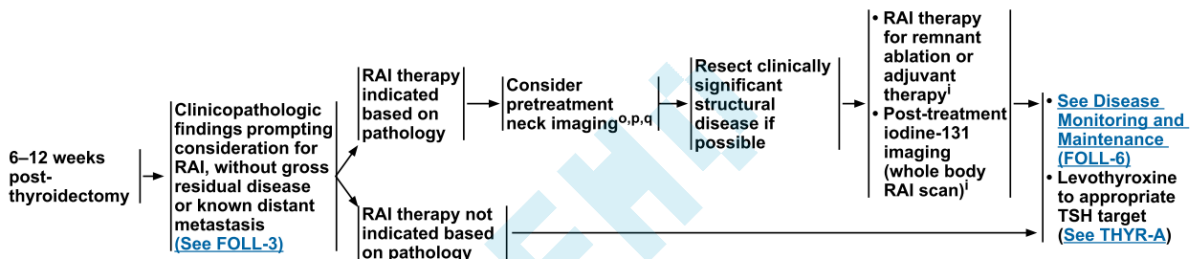 6–12 weeks
post-
thyroidectomy
Clinicopathologic
findings prompting
consideration for
RAI, without gross
residual disease
or known distant
metastasis
(See FOLL-3)
RAI therapy
indicated
based on
pathology
Consider
pretreatment
neck imaging^o,p,q
Resect clinically
significant
structural
disease if
possible
• RAI therapy
for remnant
ablation or
adjuvant
therapy^i
• Post-treatment
iodine-131
imaging
(whole body
RAI scan)^i
RAI therapy not
indicated based
on pathology
• See Disease
Monitoring and
Maintenance
(FOLL-6)
• Levothyroxine
to appropriate
TSH target
(See THYR-A)